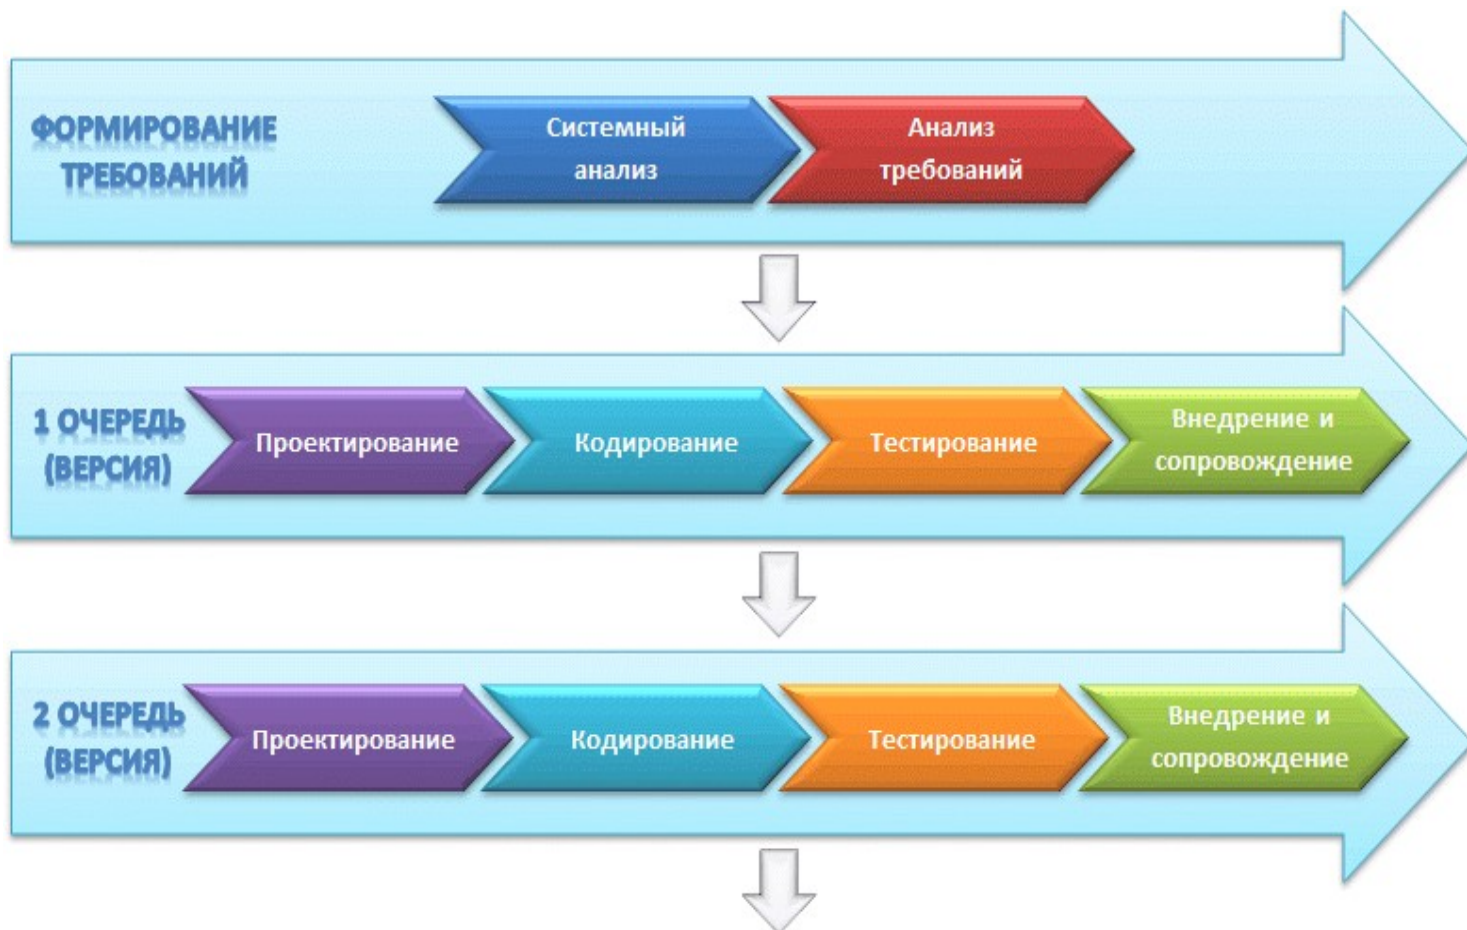 ФОРМИРОВАНИЕ
ТРЕБОВАНИЙ
Системный
анализ
Анализ
требований
1 ОЧЕРЕДЬ
(ВЕРСИЯ)
Проектирование
Кодирование
Тестирование
Внедрение и
сопровождение
2 ОЧЕРЕДЬ
(ВЕРСИЯ)
Проектирование
Кодирование
Тестирование
Внедрение и
сопровождение